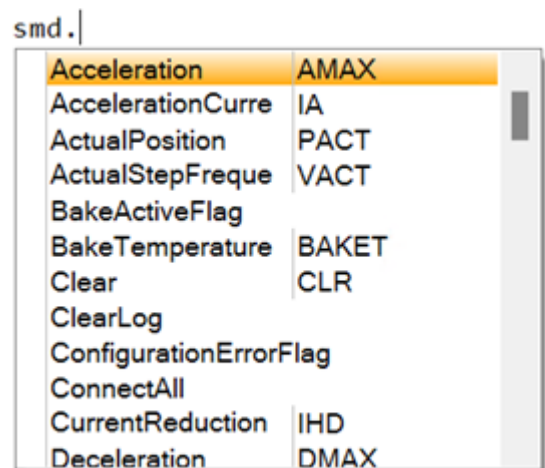 smd.
Acceleration AMAX
AccelerationCurre IA
ActualPosition PACT
ActualStepFreque VACT
BakeActiveFlag
BakeTemperature BAKET
Clear CLR
ClearLog
ConfigurationErrorFlag
ConnectAll
CurrentReduction IHD
Deceleration DMAX